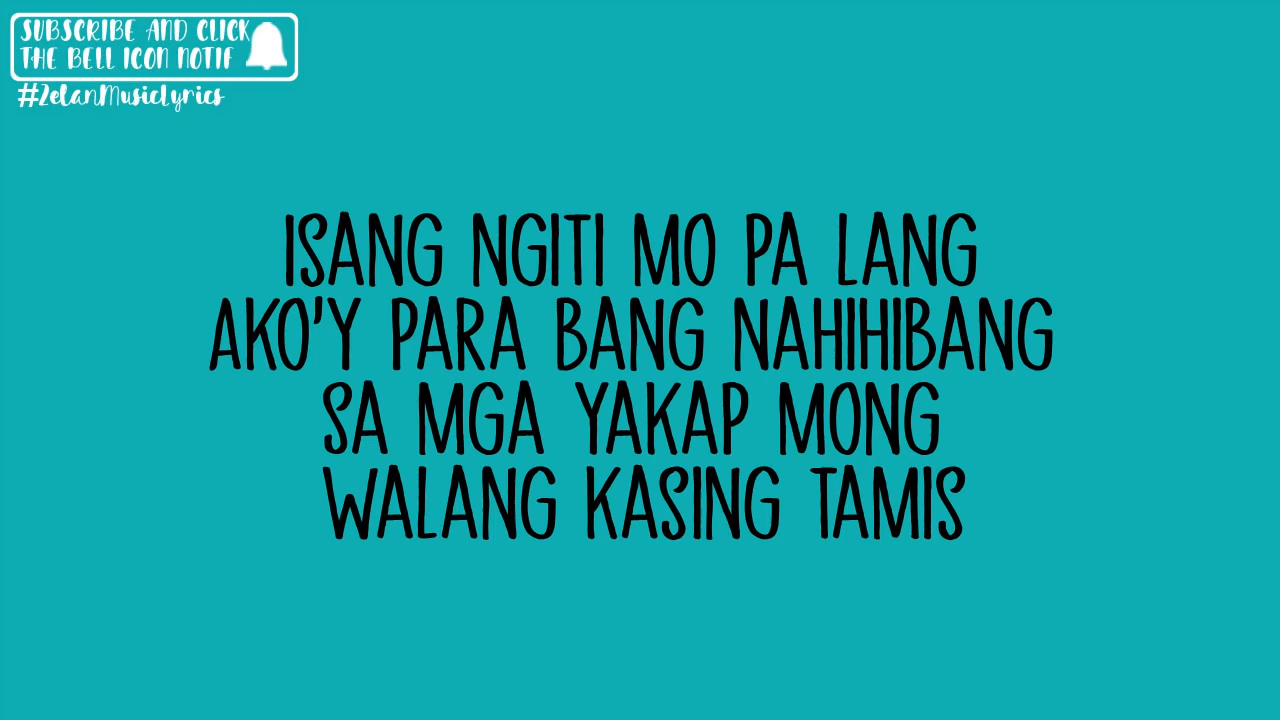 SUBSCRIBE AND CLICK
THE BELL ICON NOTIF
#ZelanMusicLyrics
ISANG NGITI MO PA LANG
AKO'Y PARA BANG NAHIHIBANG
SA MGA YAKAP MONG
WALANG KASING TAMIS